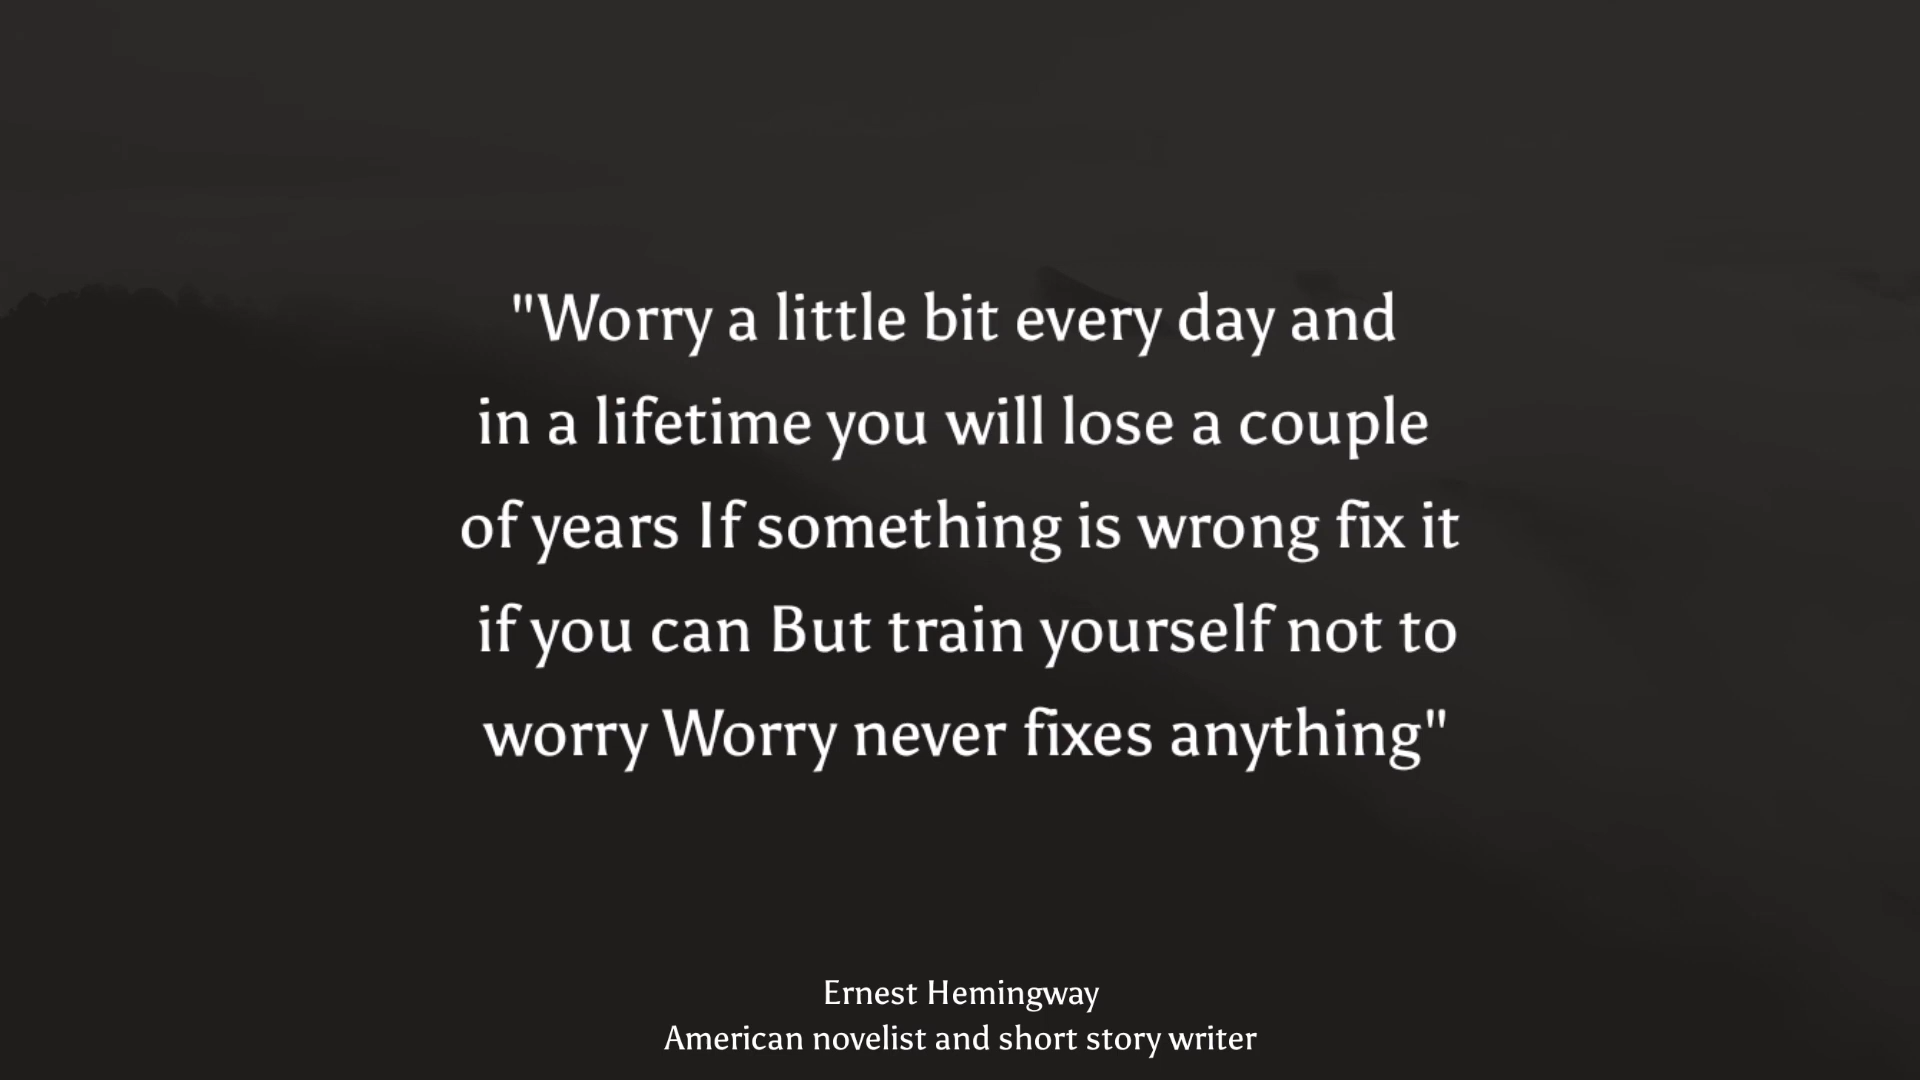 "Worry a little bit every day and
in a lifetime you will lose a couple
of years If something is wrong fix it
if you can But train yourself not to
worry Worry never fixes anything"
Ernest Hemingway
American novelist and short story writer